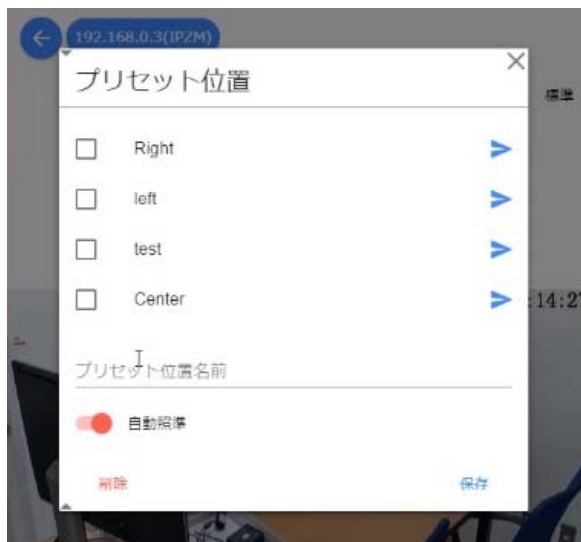 192.168.0.3(IPZM)
プリセット位置
標準
Right
left
test
Center
:14:27
プリセット位置名前
自動照準
削除
保存